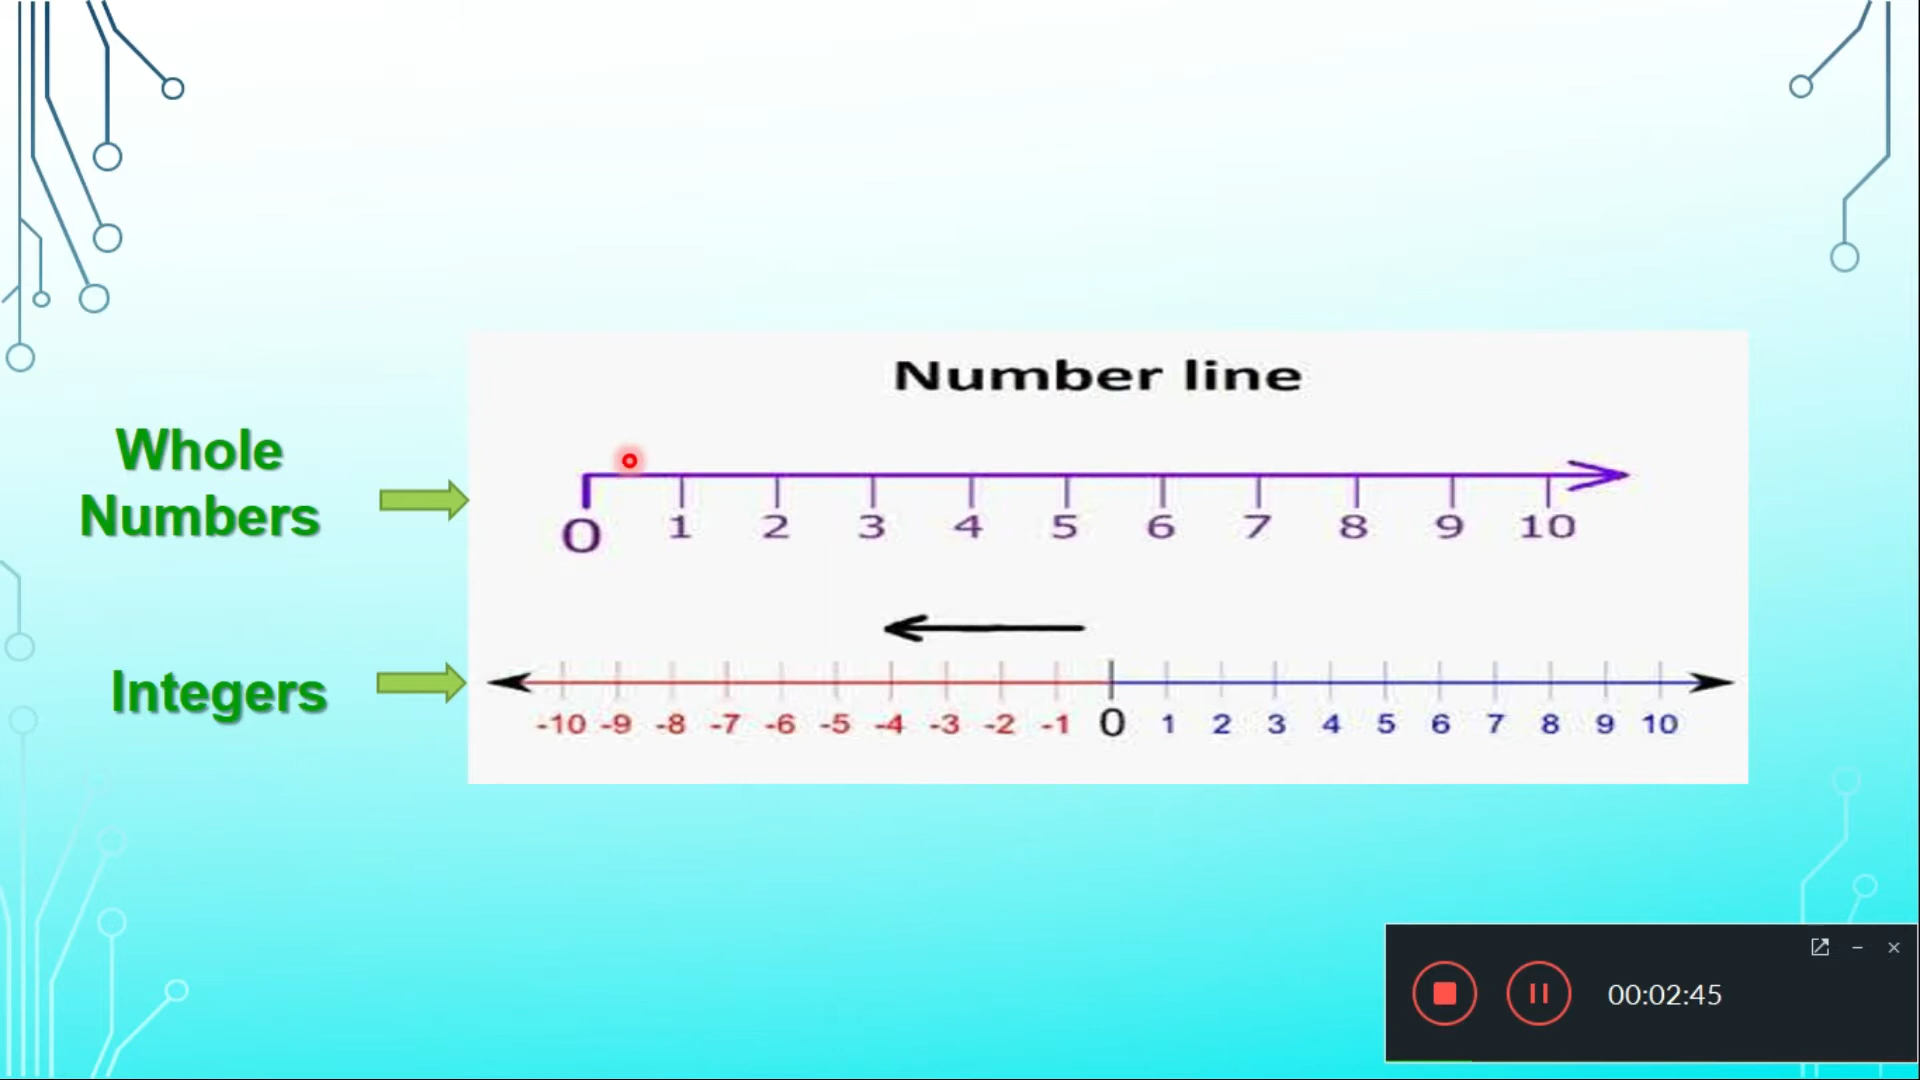 Number line
Whole
Numbers
0 1 2 3 4 5 6 7 8 9 10
Integers
-10 -9 -8 -7 -6 -5 -4 -3 -2 -1 0 1 2 3 4 5 6 7 8 9 10
00:02:45